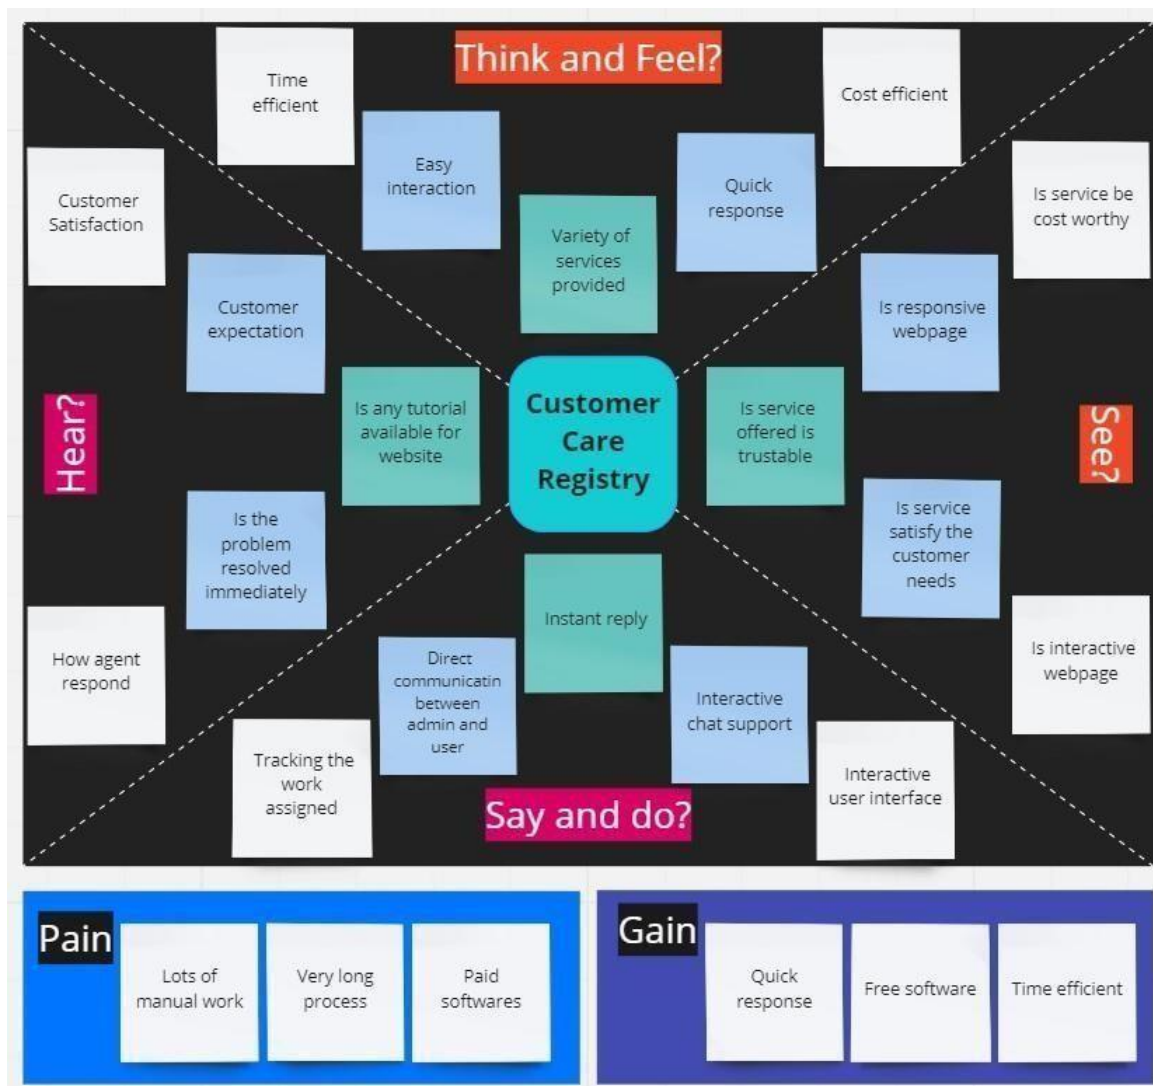 Think and Feel?
Time
efficient
Easy
interaction
Variety of
services
provided
Quick
response
Cost efficient
Customer
Satisfaction
Customer
expectation
Is any tutorial
available for
website
Hear?
Is the
problem
resolved
immediately
How agent
respond
Customer
Care
Registry
Is service be
cost worthy
Is responsive
webpage
Is service
offered is
trustable
See?
Is service
satisfy the
customer
needs
Is interactive
webpage
Instant reply
Direct
communicatin
between
admin and
user
Interactive
chat support
Tracking the
work
assigned
Interactive
user interface
Say and do?
Pain
Lots of
manual work
Very long
process
Paid
softwares
Gain
Quick
response
Free software
Time efficient